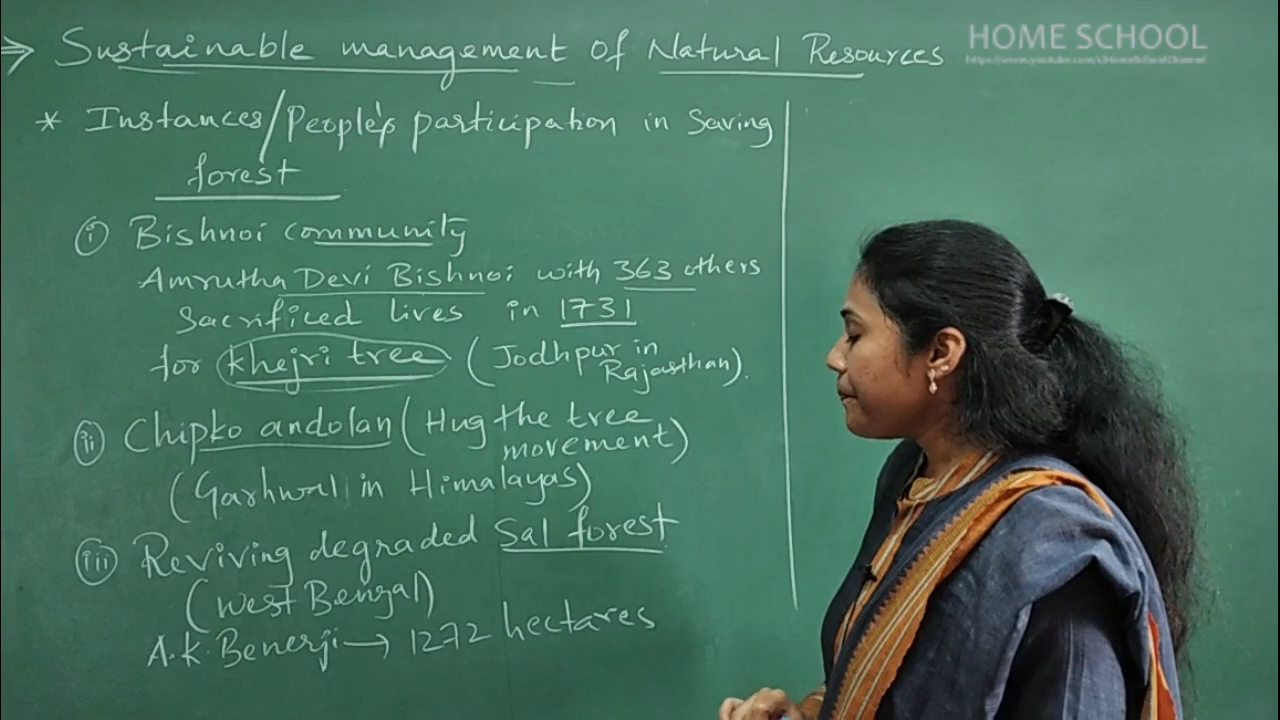 → Sustainable management of Natural Resources
HOME SCHOOL
* Instances/People's participation in saving
forest
(i) Bishnoi community
Amrutha Devi Bishnoi with 363 others
sacrificed lives in 1731
for khejri tree (Jodhpur in
Rajasthan).
(ii) Chipko andolan (Hug the tree
movement)
(Garhwal in Himalayas)
(iii) Reviving degraded Sal forest
(West Bengal)
A.K. Benerji → 1272 hectares